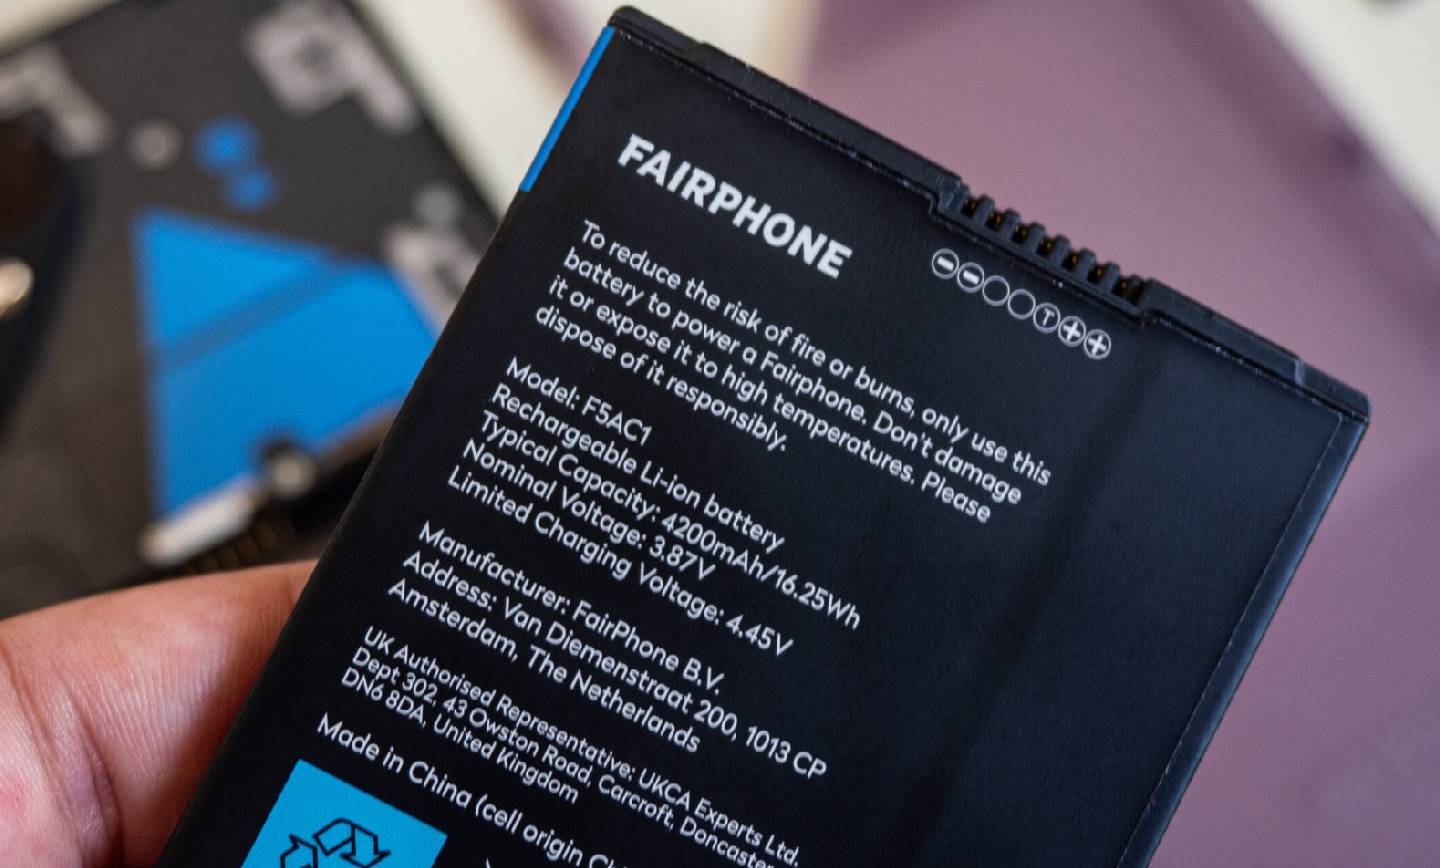 FAIRPHONE
To reduce the risk of fire or burns, only use this
battery to power a Fairphone. Don't damage
it or expose it to high temperatures. Please
dispose of it responsibly.
Model: F5AC1
Rechargeable Li-ion battery
Typical Capacity: 4200mAh/16.25Wh
Nominal Voltage: 3.87V
Limited Charging Voltage: 4.45V
Manufacturer: FairPhone B.V.
Address: Van Diemenstraat 200, 1013 CP
Amsterdam, The Netherlands
UK Authorised Representative: UKCA Experts Ltd.
Dept 302, 43 Owston Road, Carcroft, Doncaster
DN6 8DA, United Kingdom
Made in China (cell origin